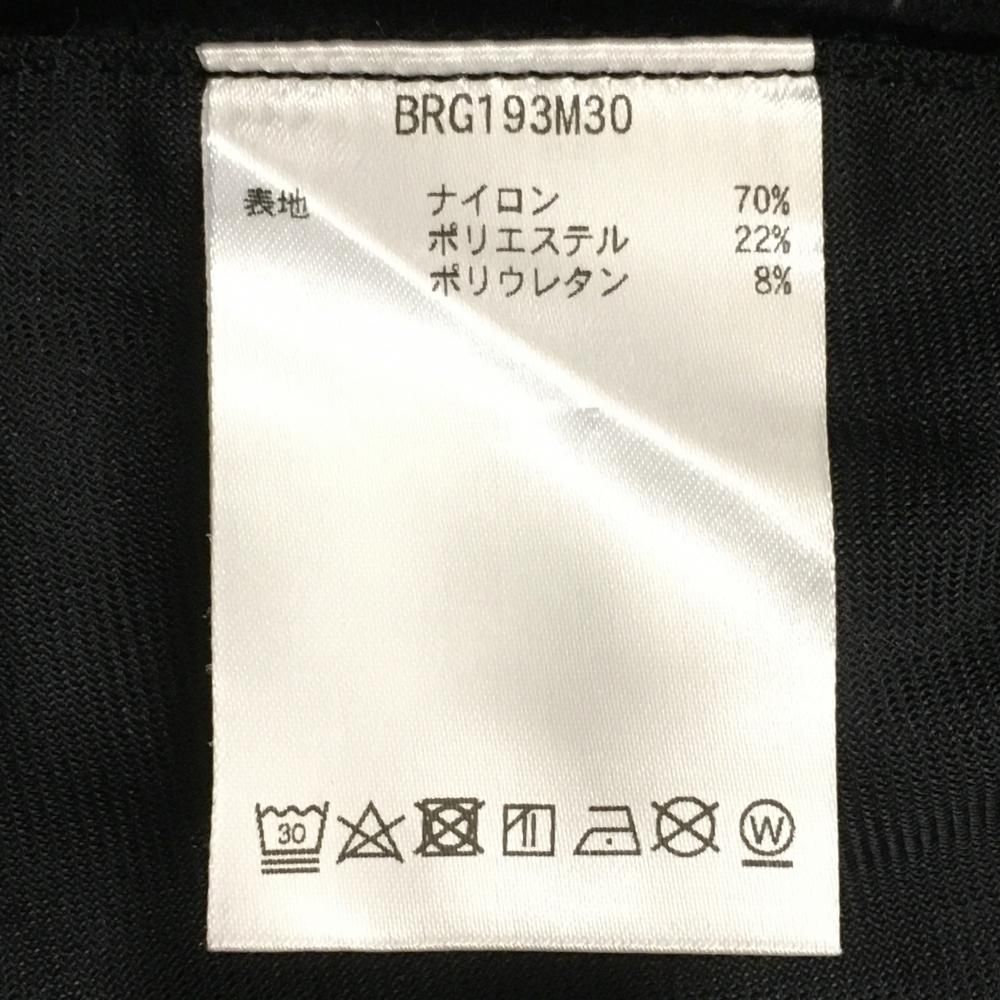 BRG193M30
表地 ナイロン 70%
ポリエステル 22%
ポリウレタン 8%
30 W